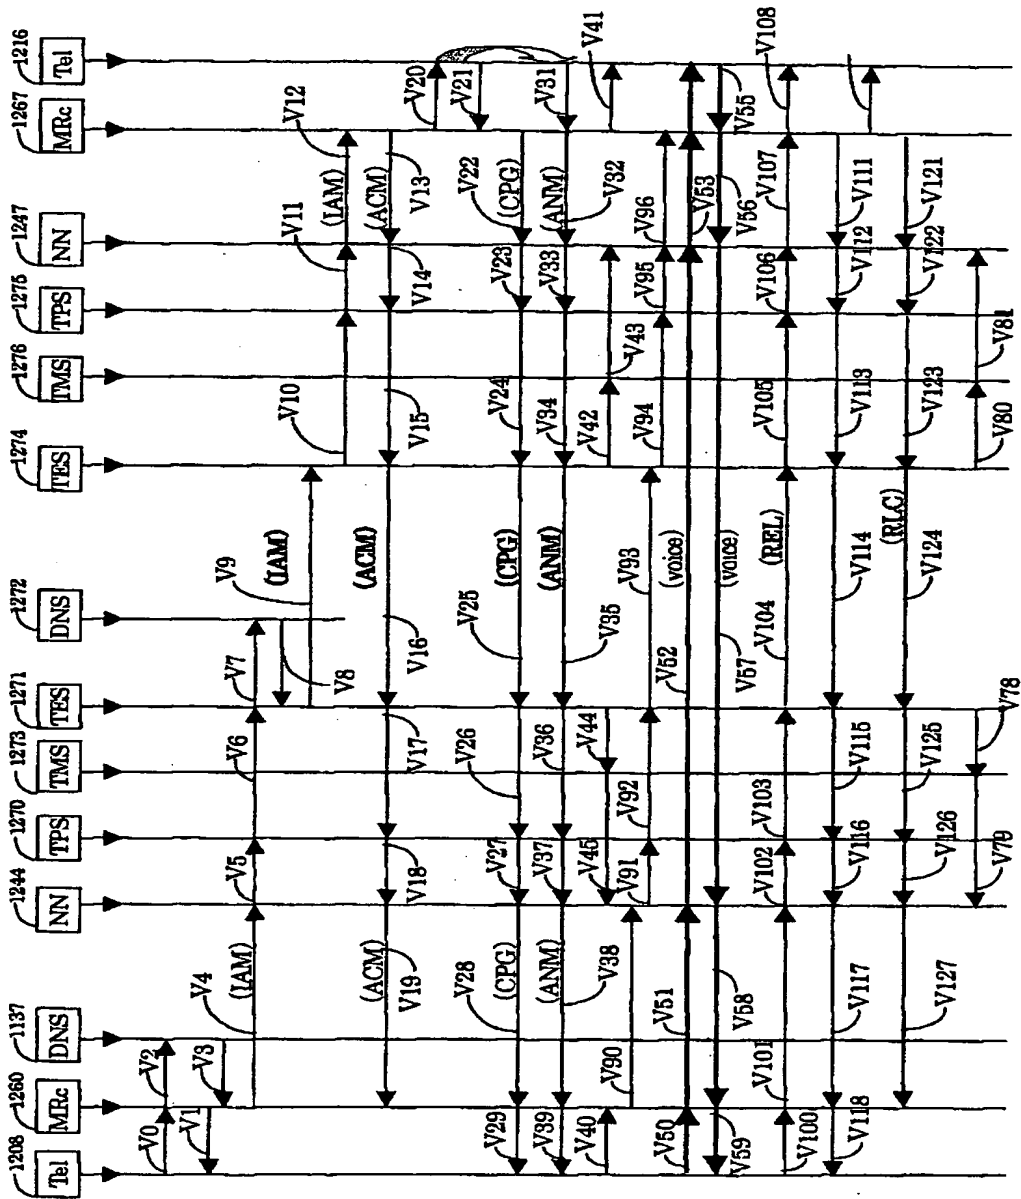 1208 1260 1137 1244 1270 1273 1271 1272 1274 1276 1275 1247 1267 1216
Tel MRc DNS NN TPS TMS TES DNS TES TMS TPS NN MRc Tel
V0 V2
V1 V3
V4 V5 V6 V7
(IAM)
V8
V9
(IAM)
V10 V11 V12
(IAM)
(ACM) (ACM) (ACM)
V19 V18 V17 V16 V15 V14 V13
V20
V21
V29 V28 V27 V26 V25 V24 V23 V22
(CPG) (CPG) (CPG)
V31
(ANM) (ANM) (ANM)
V39 V38 V37 V36 V35 V34 V33 V32
V40 V45 V44 V42 V43 V41
V90 V91 V92 V93 V94 V95 V96
V50 V51 V52 (voice) V53
V59 V58 V57 (voice) V56 V55
V100 V101 V102 V103 V104 (REL) V105 V106 V107 V108
V118 V117 V116 V115 V114 V113 V112 V111
(RLC)
V127 V126 V125 V124 V123 V122 V121
V79 V78 V80 V81